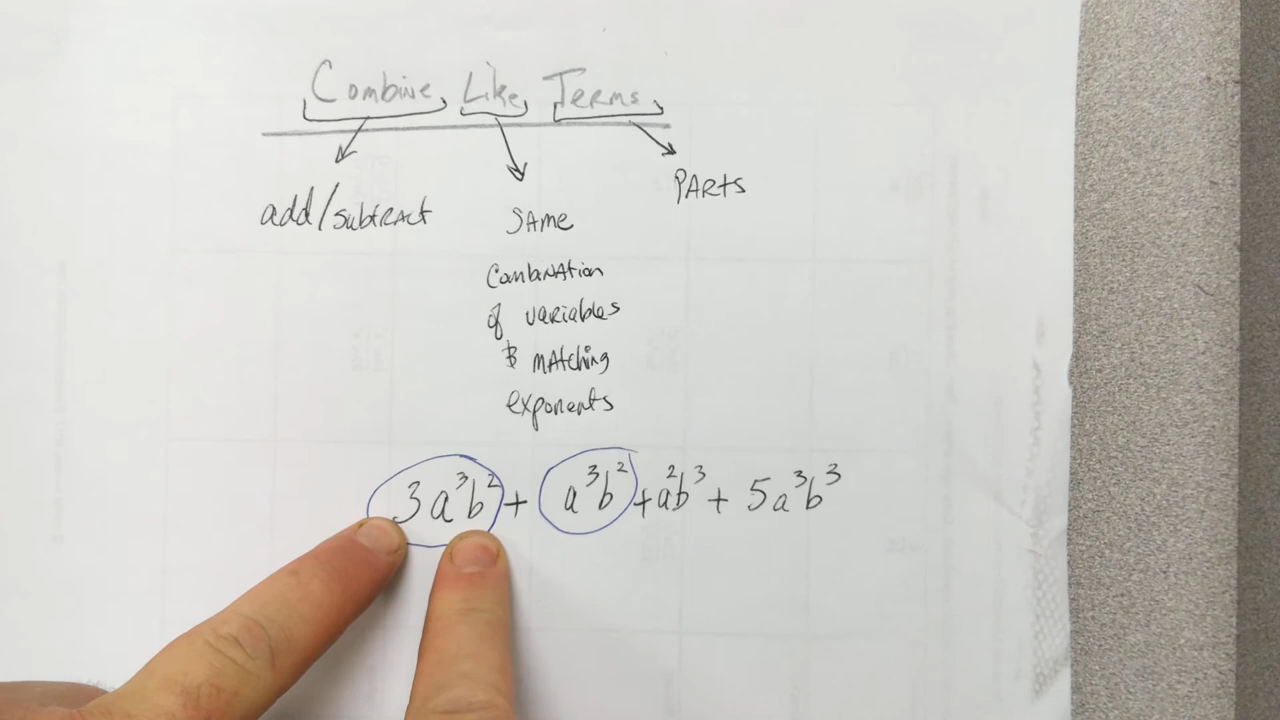 Combine Like Terms
add/subtract
same
combination
of variables
& matching
exponents
parts
3a³b² + a³b² + a²b³ + 5a³b³